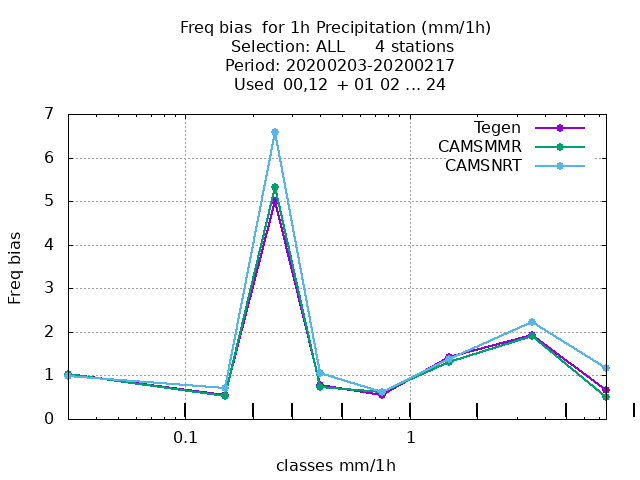 Freq bias  for 1h Precipitation (mm/1h)
Selection: ALL      4 stations
Period: 20200203-20200217
Used  00,12  + 01 02 ... 24
Tegen
CAMSMMR
CAMSNRT
7
6
5
4
3
2
1
0
Freq bias
0.1
1
classes mm/1h